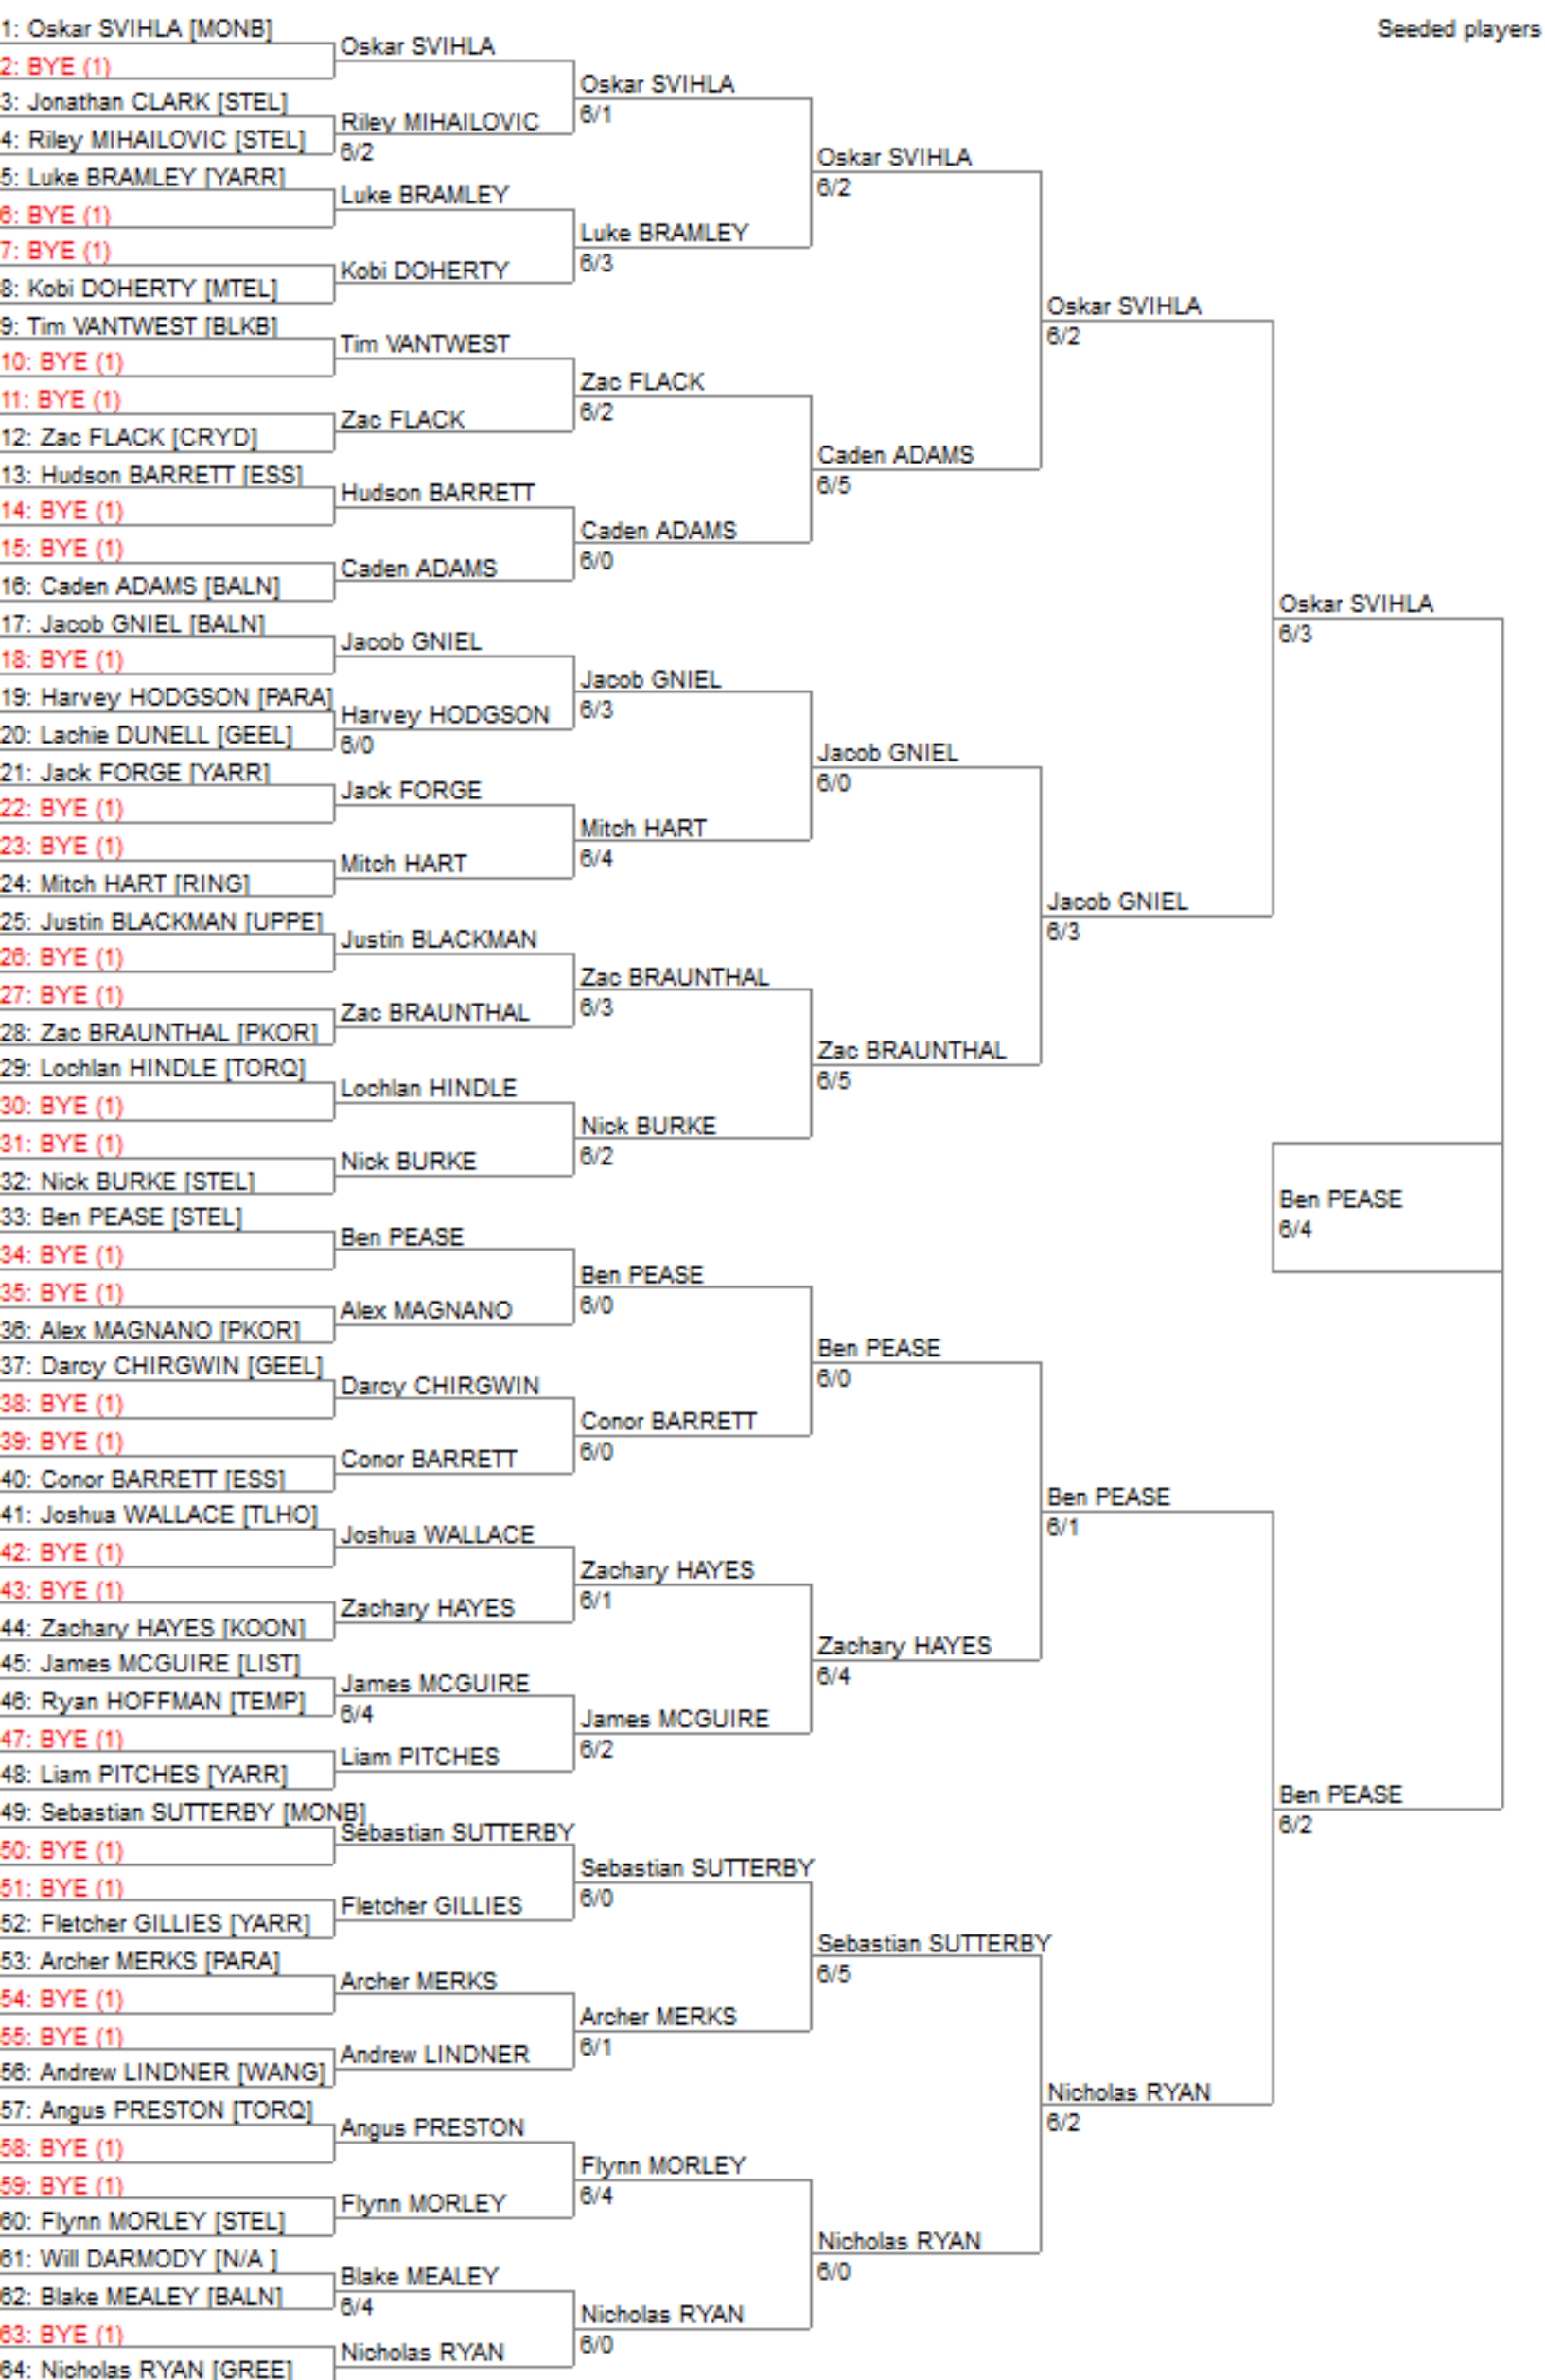 1: Oskar SVIHLA [MONB]
2: BYE (1)
3: Jonathan CLARK [STEL]
4: Riley MIHAILOVIC [STEL]
5: Luke BRAMLEY [YARR]
6: BYE (1)
7: BYE (1)
8: Kobi DOHERTY [MTEL]
9: Tim VANTWEST [BLKB]
10: BYE (1)
11: BYE (1)
12: Zac FLACK [CRYD]
13: Hudson BARRETT [ESS]
14: BYE (1)
15: BYE (1)
16: Caden ADAMS [BALN]
17: Jacob GNIEL [BALN]
18: BYE (1)
19: Harvey HODGSON [PARA]
20: Lachie DUNELL [GEEL]
21: Jack FORGE [YARR]
22: BYE (1)
23: BYE (1)
24: Mitch HART [RING]
25: Justin BLACKMAN [UPPE]
26: BYE (1)
27: BYE (1)
28: Zac BRAUNTHAL [PKOR]
29: Lochlan HINDLE [TORQ]
30: BYE (1)
31: BYE (1)
32: Nick BURKE [STEL]
33: Ben PEASE [STEL]
34: BYE (1)
35: BYE (1)
36: Alex MAGNANO [PKOR]
37: Darcy CHIRGWIN [GEEL]
38: BYE (1)
39: BYE (1)
40: Conor BARRETT [ESS]
41: Joshua WALLACE [TLHO]
42: BYE (1)
43: BYE (1)
44: Zachary HAYES [KOON]
45: James MCGUIRE [LIST]
46: Ryan HOFFMAN [TEMP]
47: BYE (1)
48: Liam PITCHES [YARR]
49: Sebastian SUTTERBY [MONB]
50: BYE (1)
51: BYE (1)
52: Fletcher GILLIES [YARR]
53: Archer MERKS [PARA]
54: BYE (1)
55: BYE (1)
56: Andrew LINDNER [WANG]
57: Angus PRESTON [TORQ]
58: BYE (1)
59: BYE (1)
60: Flynn MORLEY [STEL]
61: Will DARMODY [N/A ]
62: Blake MEALEY [BALN]
63: BYE (1)
64: Nicholas RYAN [GREE]
Oskar SVIHLA
Riley MIHAILOVIC
6/2
Luke BRAMLEY
Kobi DOHERTY
Tim VANTWEST
Zac FLACK
Hudson BARRETT
Caden ADAMS
Jacob GNIEL
Harvey HODGSON
6/0
Jack FORGE
Mitch HART
Justin BLACKMAN
Zac BRAUNTHAL
Lochlan HINDLE
Nick BURKE
Ben PEASE
Alex MAGNANO
Darcy CHIRGWIN
Conor BARRETT
Joshua WALLACE
Zachary HAYES
James MCGUIRE
6/4
Liam PITCHES
Sebastian SUTTERBY
Fletcher GILLIES
Archer MERKS
Andrew LINDNER
Angus PRESTON
Flynn MORLEY
Blake MEALEY
6/4
Nicholas RYAN
Oskar SVIHLA
6/1
Luke BRAMLEY
6/3
Zac FLACK
6/2
Caden ADAMS
6/0
Jacob GNIEL
6/3
Mitch HART
6/4
Zac BRAUNTHAL
6/3
Nick BURKE
6/2
Ben PEASE
6/0
Conor BARRETT
6/0
Zachary HAYES
6/1
James MCGUIRE
6/2
Sebastian SUTTERBY
6/0
Archer MERKS
6/1
Flynn MORLEY
6/4
Nicholas RYAN
6/0
Oskar SVIHLA
6/2
Caden ADAMS
6/5
Jacob GNIEL
6/0
Zac BRAUNTHAL
6/5
Ben PEASE
6/0
Zachary HAYES
6/4
Sebastian SUTTERBY
6/5
Nicholas RYAN
6/0
Oskar SVIHLA
6/2
Jacob GNIEL
6/3
Ben PEASE
6/1
Nicholas RYAN
6/2
Seeded players
Oskar SVIHLA
6/3
Ben PEASE
6/4
Ben PEASE
6/2